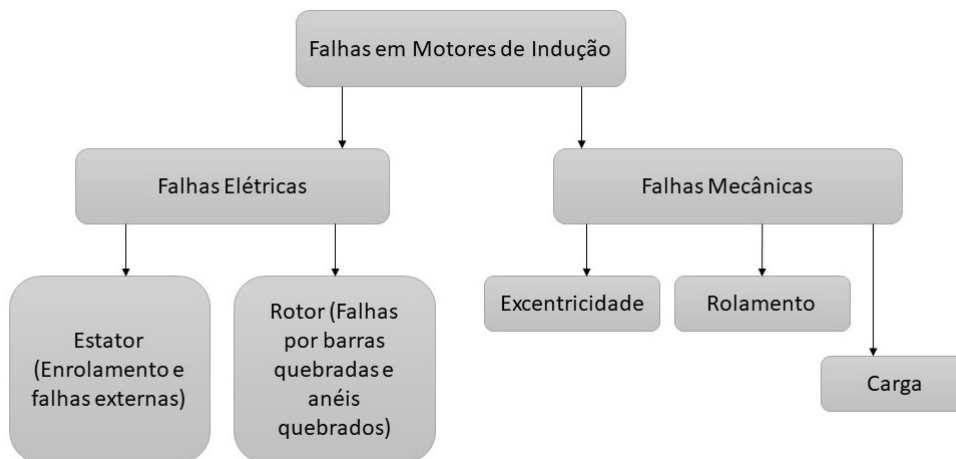 Falhas em Motores de Indução
Falhas Elétricas
Falhas Mecânicas
Estator
(Enrolamento e
falhas externas)
Rotor (Falhas
por barras
quebradas e
anéis
quebrados)
Excentricidade
Rolamento
Carga